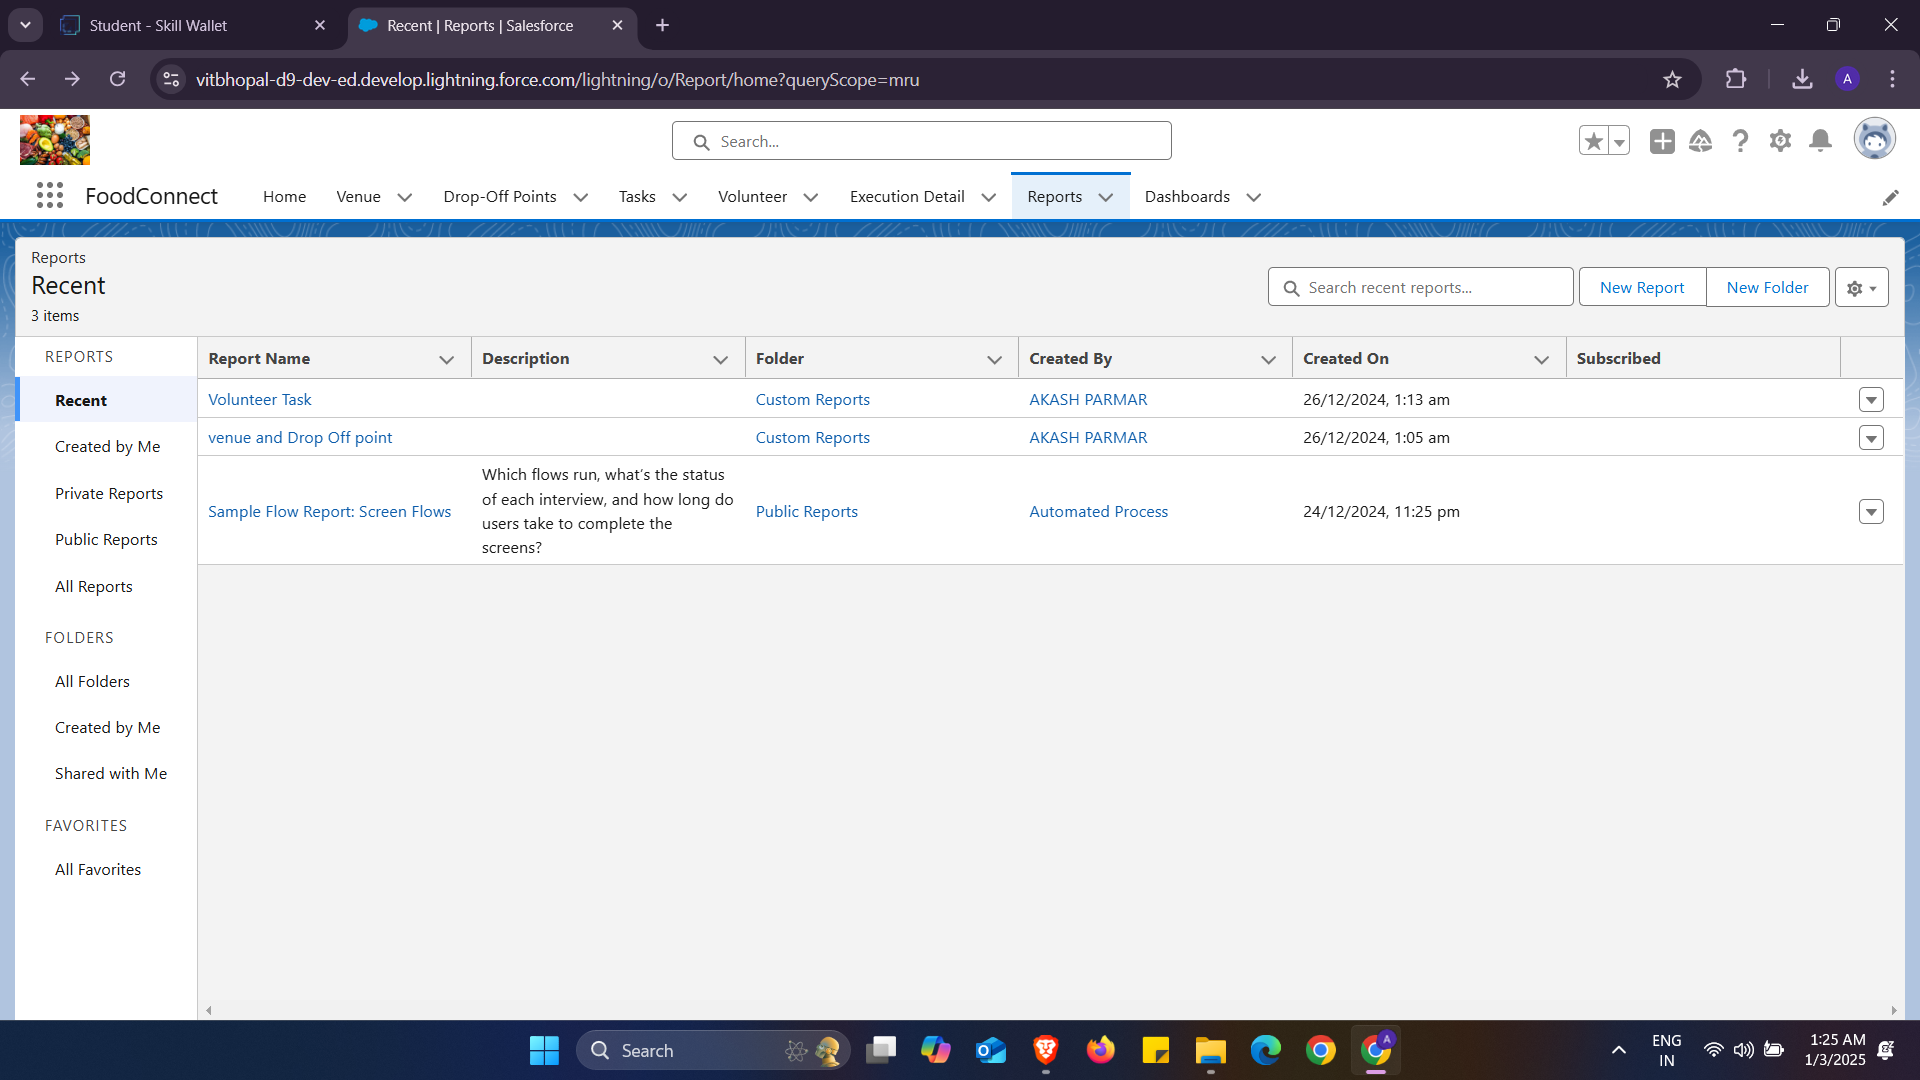 Student - Skill Wallet
Recent | Reports | Salesforce
vitbhopal-d9-dev-ed.develop.lightning.force.com/lightning/o/Report/home?queryScope=mru
A
Search...
FoodConnect
Home
Venue
Drop-Off Points
Tasks
Volunteer
Execution Detail
Reports
Dashboards
Reports
Recent
3 items
Search recent reports...
New Report
New Folder
REPORTS
Recent
Created by Me
Private Reports
Public Reports
All Reports
FOLDERS
All Folders
Created by Me
Shared with Me
FAVORITES
All Favorites
Report Name
Description
Folder
Created By
Created On
Subscribed
Volunteer Task
Custom Reports
AKASH PARMAR
26/12/2024, 1:13 am
venue and Drop Off point
Custom Reports
AKASH PARMAR
26/12/2024, 1:05 am
Sample Flow Report: Screen Flows
Which flows run, what's the status
of each interview, and how long do
users take to complete the
screens?
Public Reports
Automated Process
24/12/2024, 11:25 pm
Search
A
ENG
IN
1:25 AM
1/3/2025